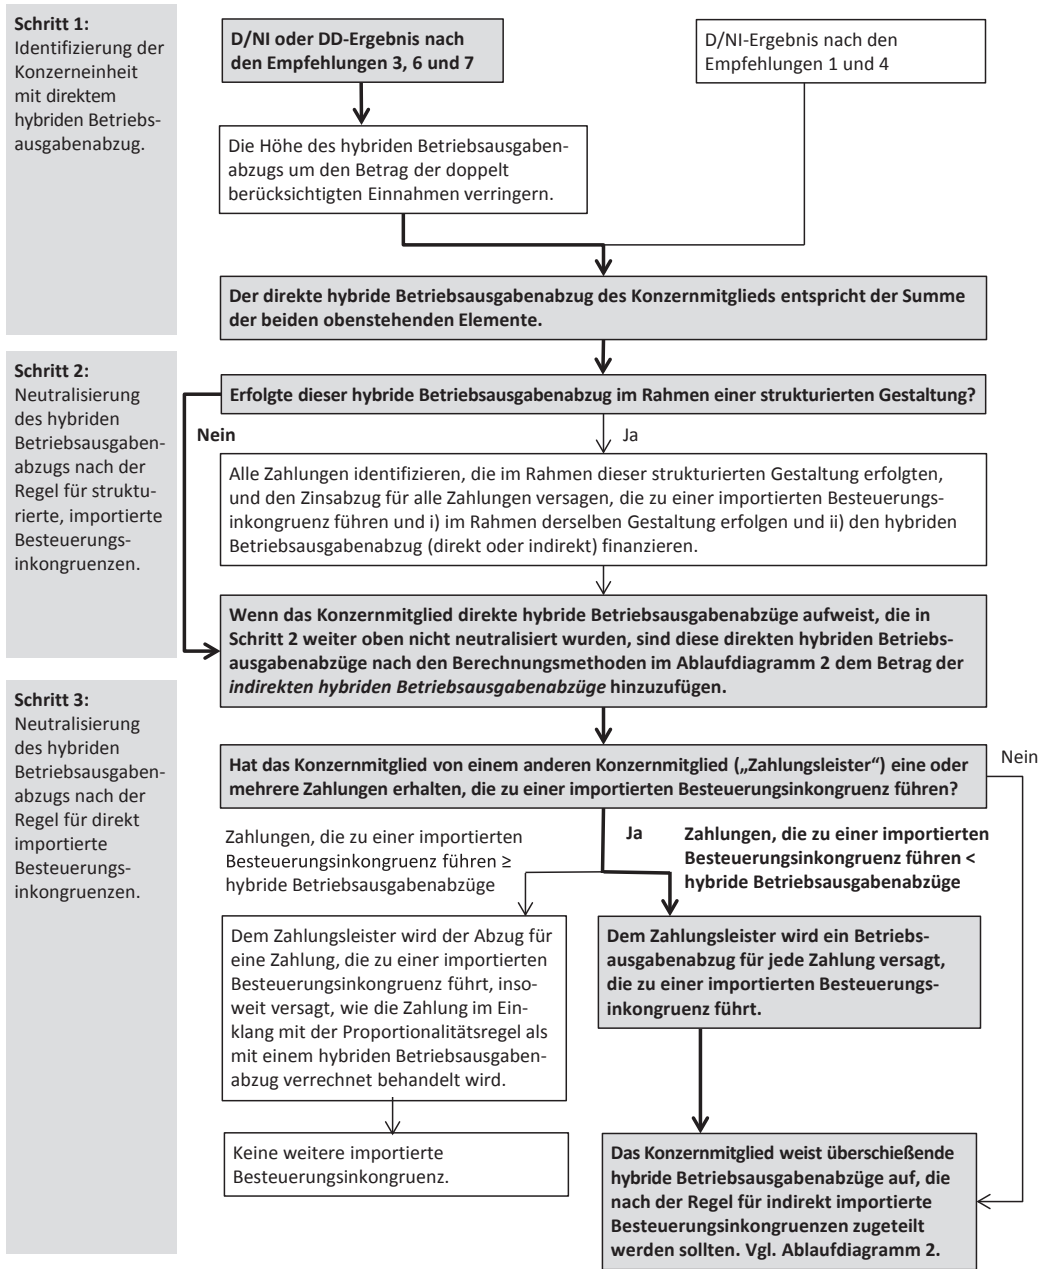 Schritt 1:
Identifizierung der
Konzerneinheit
mit direktem
hybriden Betriebs-
ausgabenabzug.
D/NI oder DD-Ergebnis nach
den Empfehlungen 3, 6 und 7
D/NI-Ergebnis nach den
Empfehlungen 1 und 4
Die Höhe des hybriden Betriebsausgaben-
abzugs um den Betrag der doppelt
berücksichtigten Einnahmen verringern.
Der direkte hybride Betriebsausgabenabzug des Konzernmitglieds entspricht der Summe
der beiden obenstehenden Elemente.
Schritt 2:
Neutralisierung
des hybriden
Betriebsausgaben-
abzugs nach der
Regel für struktu-
rierte, importierte
Besteuerungs-
inkongruenzen.
Erfolgte dieser hybride Betriebsausgabenabzug im Rahmen einer strukturierten Gestaltung?
Nein
Ja
Alle Zahlungen identifizieren, die im Rahmen dieser strukturierten Gestaltung erfolgten,
und den Zinsabzug für alle Zahlungen versagen, die zu einer importierten Besteuerungs-
inkongruenz führen und i) im Rahmen derselben Gestaltung erfolgen und ii) den hybriden
Betriebsausgabenabzug (direkt oder indirekt) finanzieren.
Wenn das Konzernmitglied direkte hybride Betriebsausgabenabzüge aufweist, die in
Schritt 2 weiter oben nicht neutralisiert wurden, sind diese direkten hybriden Betriebs-
ausgabenabzüge nach den Berechnungsmethoden im Ablaufdiagramm 2 dem Betrag der
indirekten hybriden Betriebsausgabenabzüge hinzuzufügen.
Schritt 3:
Neutralisierung
des hybriden
Betriebsausgaben-
abzugs nach der
Regel für direkt
importierte
Besteuerungs-
inkongruenzen.
Hat das Konzernmitglied von einem anderen Konzernmitglied („Zahlungsleister“) eine oder
mehrere Zahlungen erhalten, die zu einer importierten Besteuerungsinkongruenz führen?
Nein
Zahlungen, die zu einer importierten
Besteuerungsinkongruenz führen ≥
hybride Betriebsausgabenabzüge
Ja
Zahlungen, die zu einer importierten
Besteuerungsinkongruenz führen <
hybride Betriebsausgabenabzüge
Dem Zahlungsleister wird der Abzug für
eine Zahlung, die zu einer importierten
Besteuerungsinkongruenz führt, inso-
weit versagt, wie die Zahlung im Ein-
klang mit der Proportionalitätsregel als
mit einem hybriden Betriebsausgaben-
abzug verrechnet behandelt wird.
Dem Zahlungsleister wird ein Betriebs-
ausgabenabzug für jede Zahlung versagt,
die zu einer importierten Besteuerungs-
inkongruenz führt.
Keine weitere importierte
Besteuerungsinkongruenz.
Das Konzernmitglied weist überschießende
hybride Betriebsausgabenabzüge auf, die
nach der Regel für indirekt importierte
Besteuerungsinkongruenzen zugeteilt
werden sollten. Vgl. Ablaufdiagramm 2.